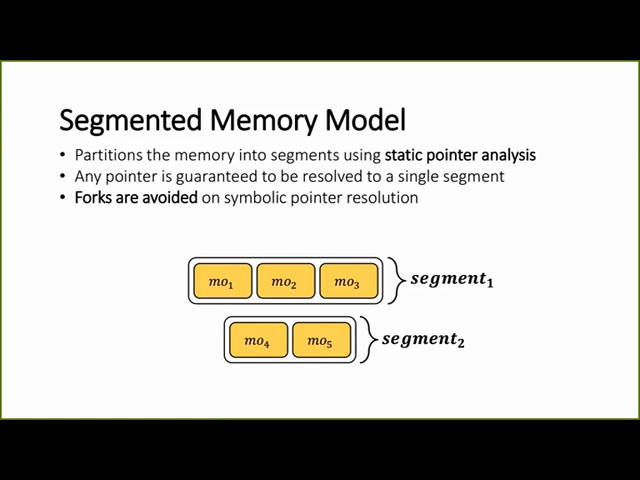 Segmented Memory Model
• Partitions the memory into segments using static pointer analysis
• Any pointer is guaranteed to be resolved to a single segment
• Forks are avoided on symbolic pointer resolution
mo₁ mo₂ mo₃ segment₁
mo₄ mo₅ segment₂